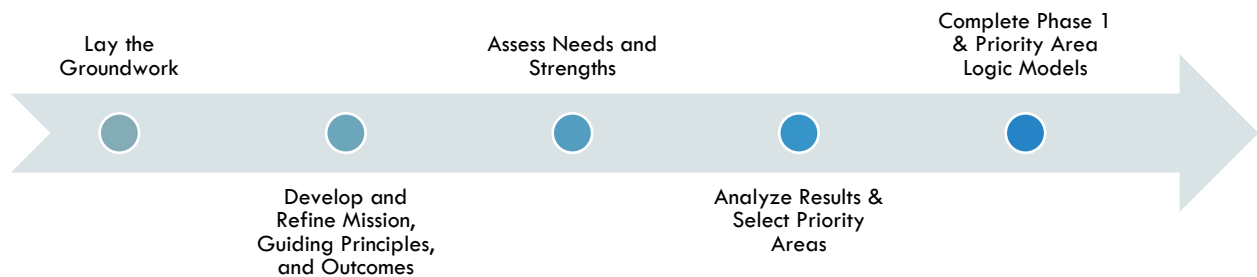 Lay the
Groundwork
Develop and
Refine Mission,
Guiding Principles,
and Outcomes
Assess Needs and
Strengths
Analyze Results &
Select Priority
Areas
Complete Phase 1
& Priority Area
Logic Models